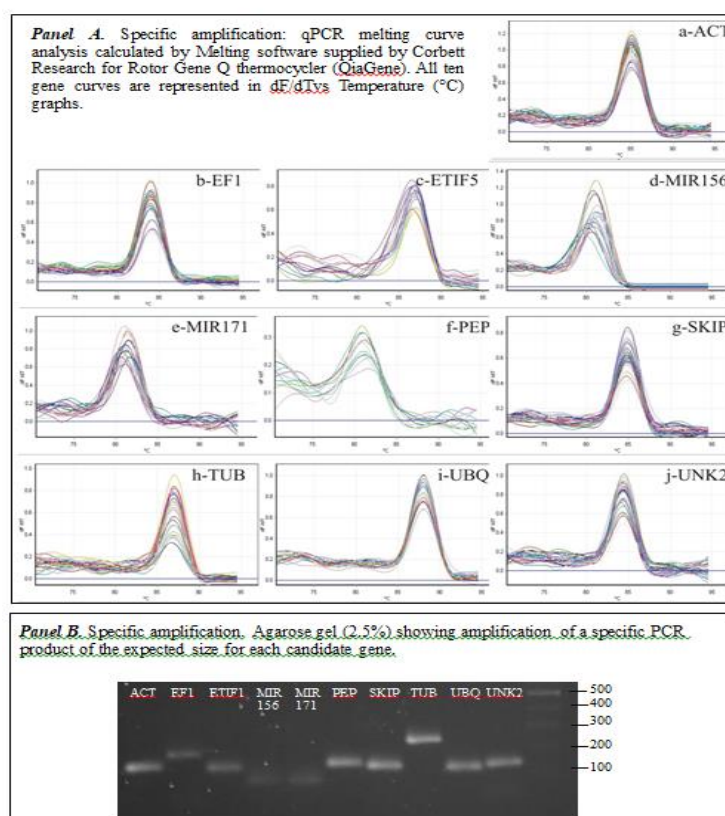 Panel A. Specific amplification: qPCR melting curve
analysis calculated by Melting software supplied by Corbett
Research for Rotor Gene Q thermocycler (QiaGene). All ten
gene curves are represented in dF/dTvs Temperature (°C)
graphs.
a-ACT
b-EF1
c-ETIF5
d-MIR156
e-MIR171
f-PEP
g-SKIP
h-TUB
i-UBQ
j-UNK2
Panel B. Specific amplification. Agarose gel (2.5%) showing amplification of a specific PCR
product of the expected size for each candidate gene.
ACT EF1 ETIF1 MIR 156 MIR 171 PEP SKIP TUB UBQ UNK2
500
400
300
200
100